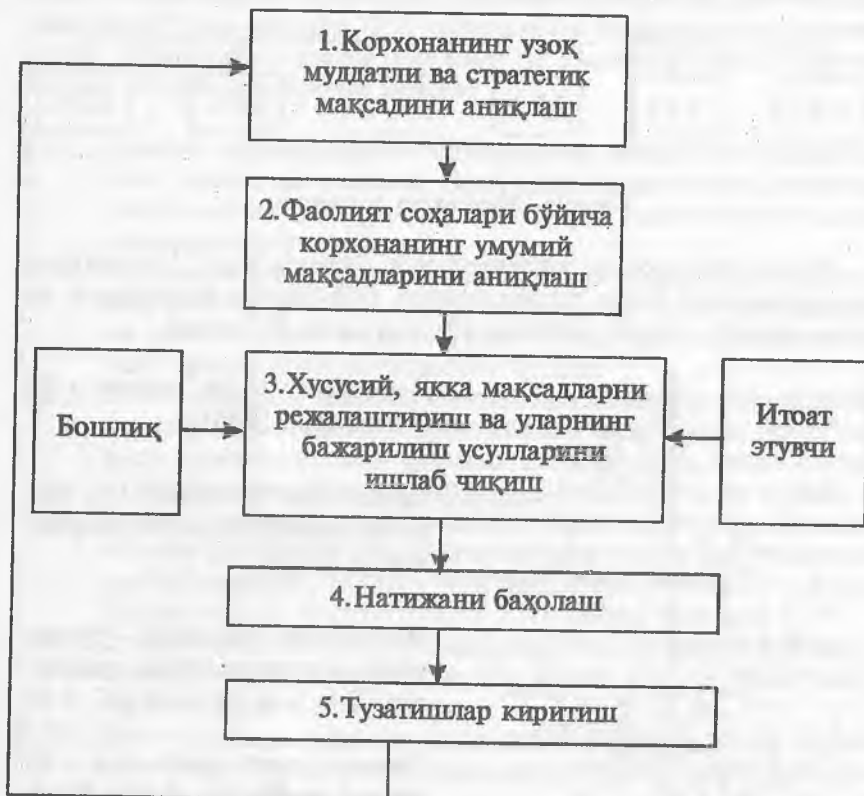 1.Корхонанинг узоқ
муддатли ва стратегик
мақсадини аниқлаш
2.Фаолият соҳалари бўйича
корхонанинг умумий
мақсадларини аниқлаш
Бошлиқ
3.Хусусий, якка мақсадларни
режалаштириш ва уларнинг
бажарилиш усулларини
ишлаб чиқиш
Итоат
этувчи
4.Натижани баҳолаш
5.Тузатишлар киритиш